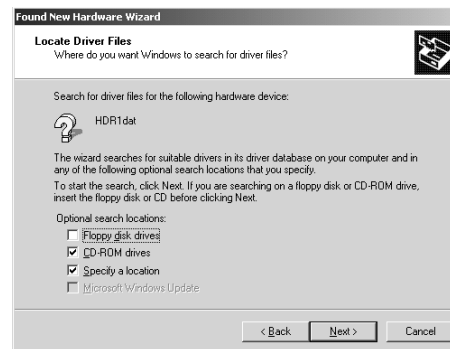 Found New Hardware Wizard
Locate Driver Files
Where do you want Windows to search for driver files?
Search for driver files for the following hardware device:
HDR1dat
The wizard searches for suitable drivers in its driver database on your computer and in
any of the following optional search locations that you specify.
To start the search, click Next. If you are searching on a floppy disk or CD-ROM drive,
insert the floppy disk or CD before clicking Next.
Optional search locations:
Floppy disk drives
CD-ROM drives
Specify a location
Microsoft Windows Update
< Back Next > Cancel